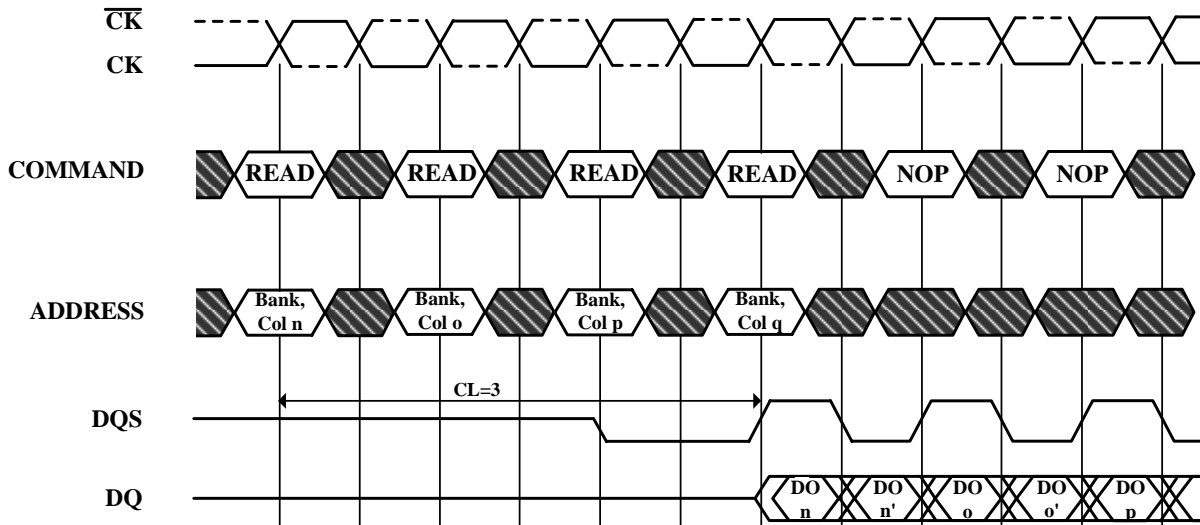 CK
CK
COMMAND READ READ READ READ NOP NOP
ADDRESS Bank, Col n Bank, Col o Bank, Col p Bank, Col q
CL=3
DQS
DQ DO n DO n' DO o DO o' DO p